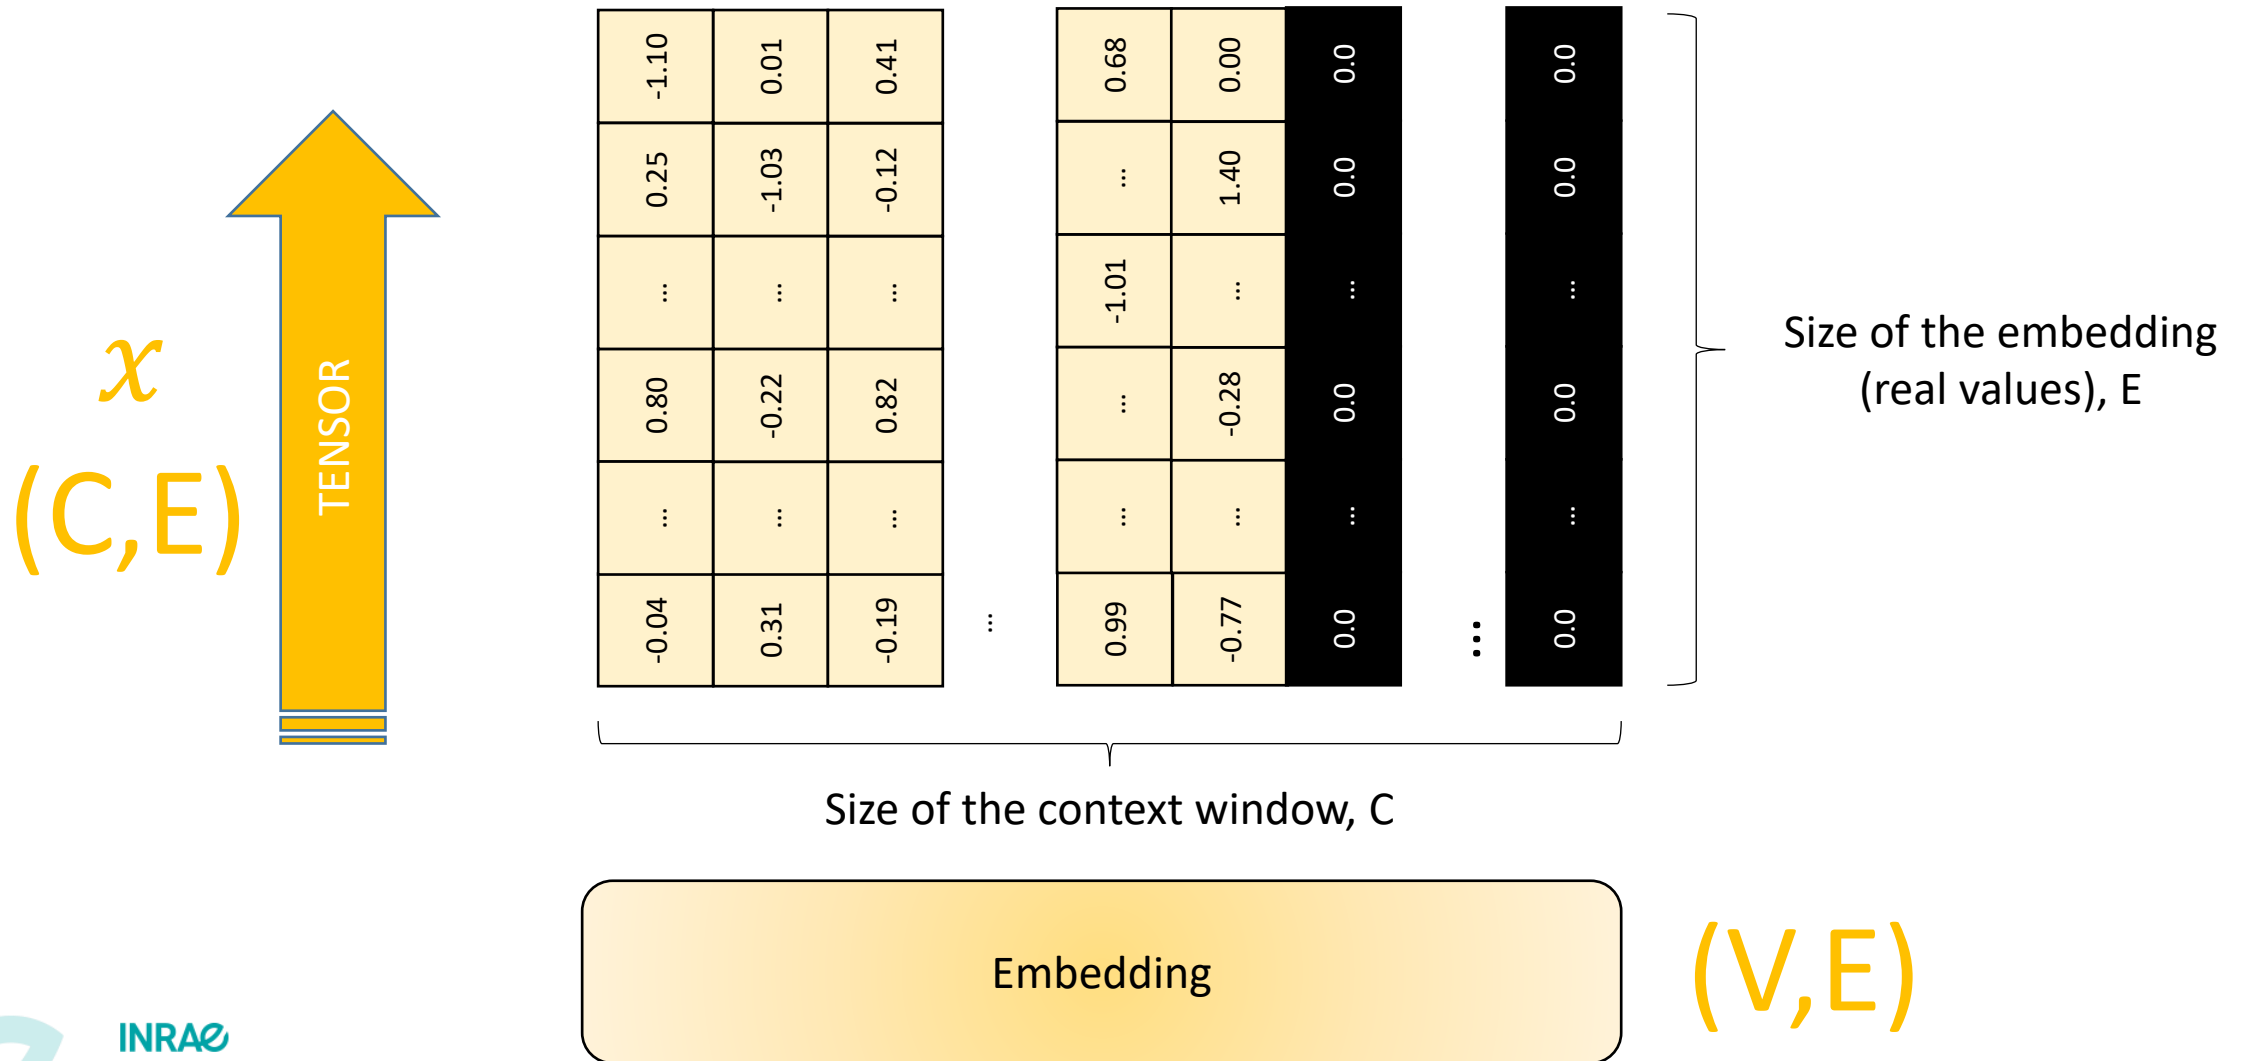 -1.10 0.01 0.41 0.68 0.00 0.0 0.0
0.25 -1.03 -0.12 ... 1.40 0.0 0.0
... ... ... -1.01 ... ... ...
0.80 -0.22 0.82 ... -0.28 0.0 0.0
... ... ... ... ... ... ...
-0.04 0.31 -0.19 ... 0.99 -0.77 0.0 ... 0.0
x
(C,E)
TENSOR
Size of the embedding
(real values), E
Size of the context window, C
Embedding
(V,E)
INRAE